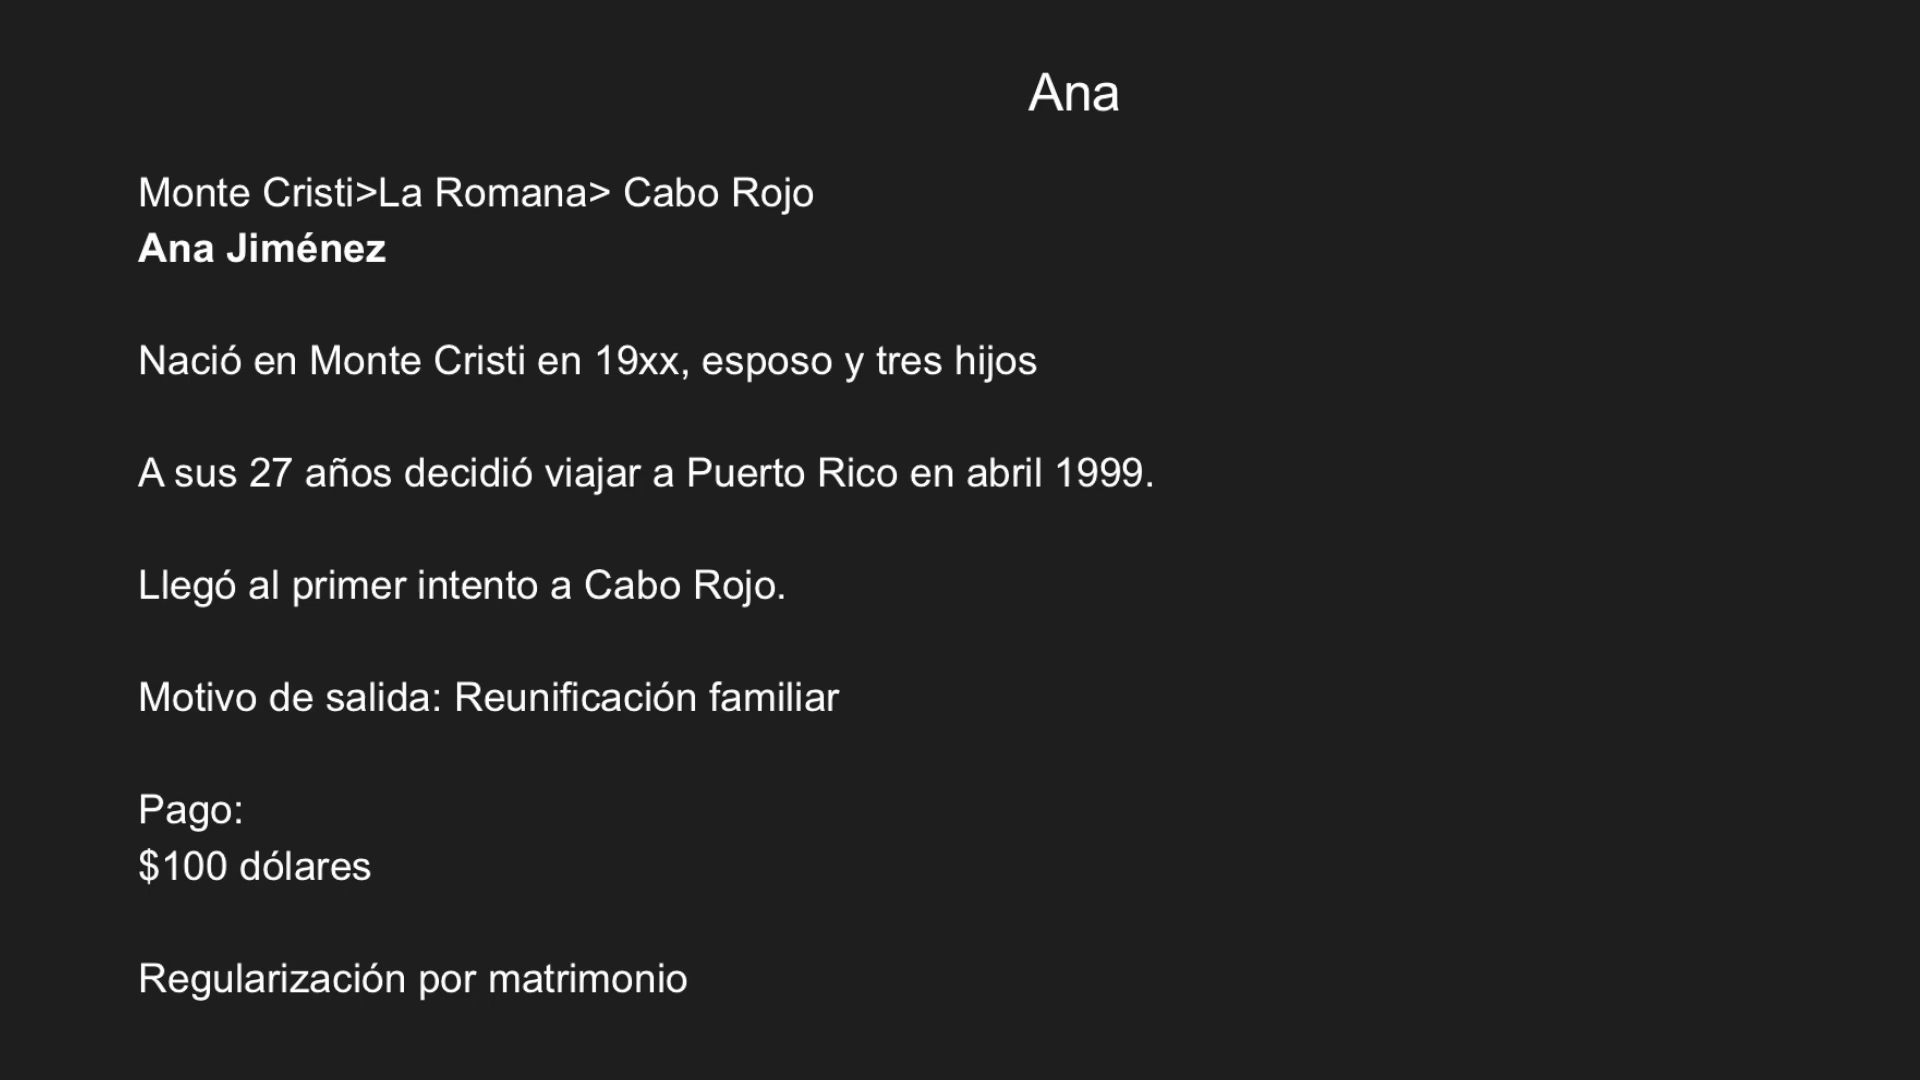 Ana
Monte Cristi>La Romana> Cabo Rojo
Ana Jiménez
Nació en Monte Cristi en 19xx, esposo y tres hijos
A sus 27 años decidió viajar a Puerto Rico en abril 1999.
Llegó al primer intento a Cabo Rojo.
Motivo de salida: Reunificación familiar
Pago:
$100 dólares
Regularización por matrimonio